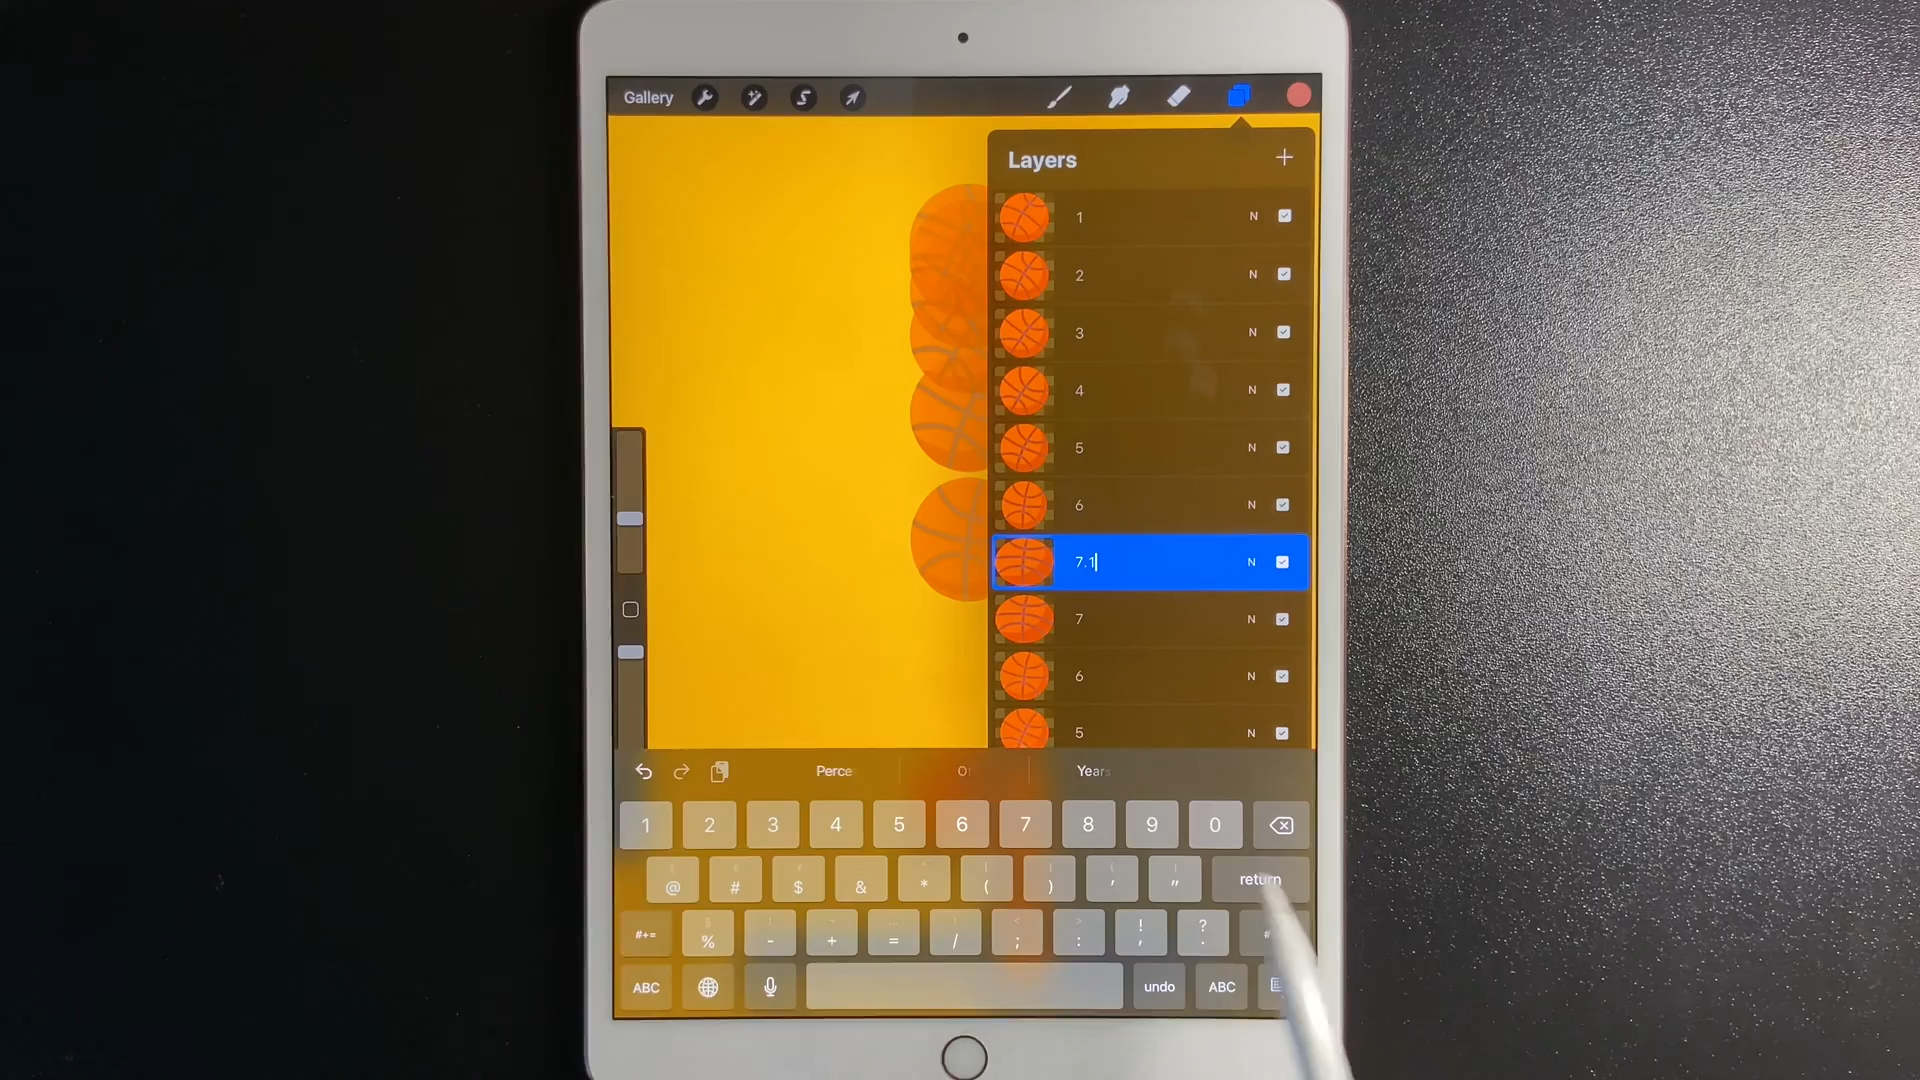 Gallery
Layers
1 N
2 N
3 N
4 N
5 N
6 N
7.1 N
7 N
6 N
5 N
Perce
Years
1 2 3 4 5 6 7 8 9 0
@ # $ & * ( ) ' " return
#+= % - + = / ; : ! , ? . #
ABC undo ABC